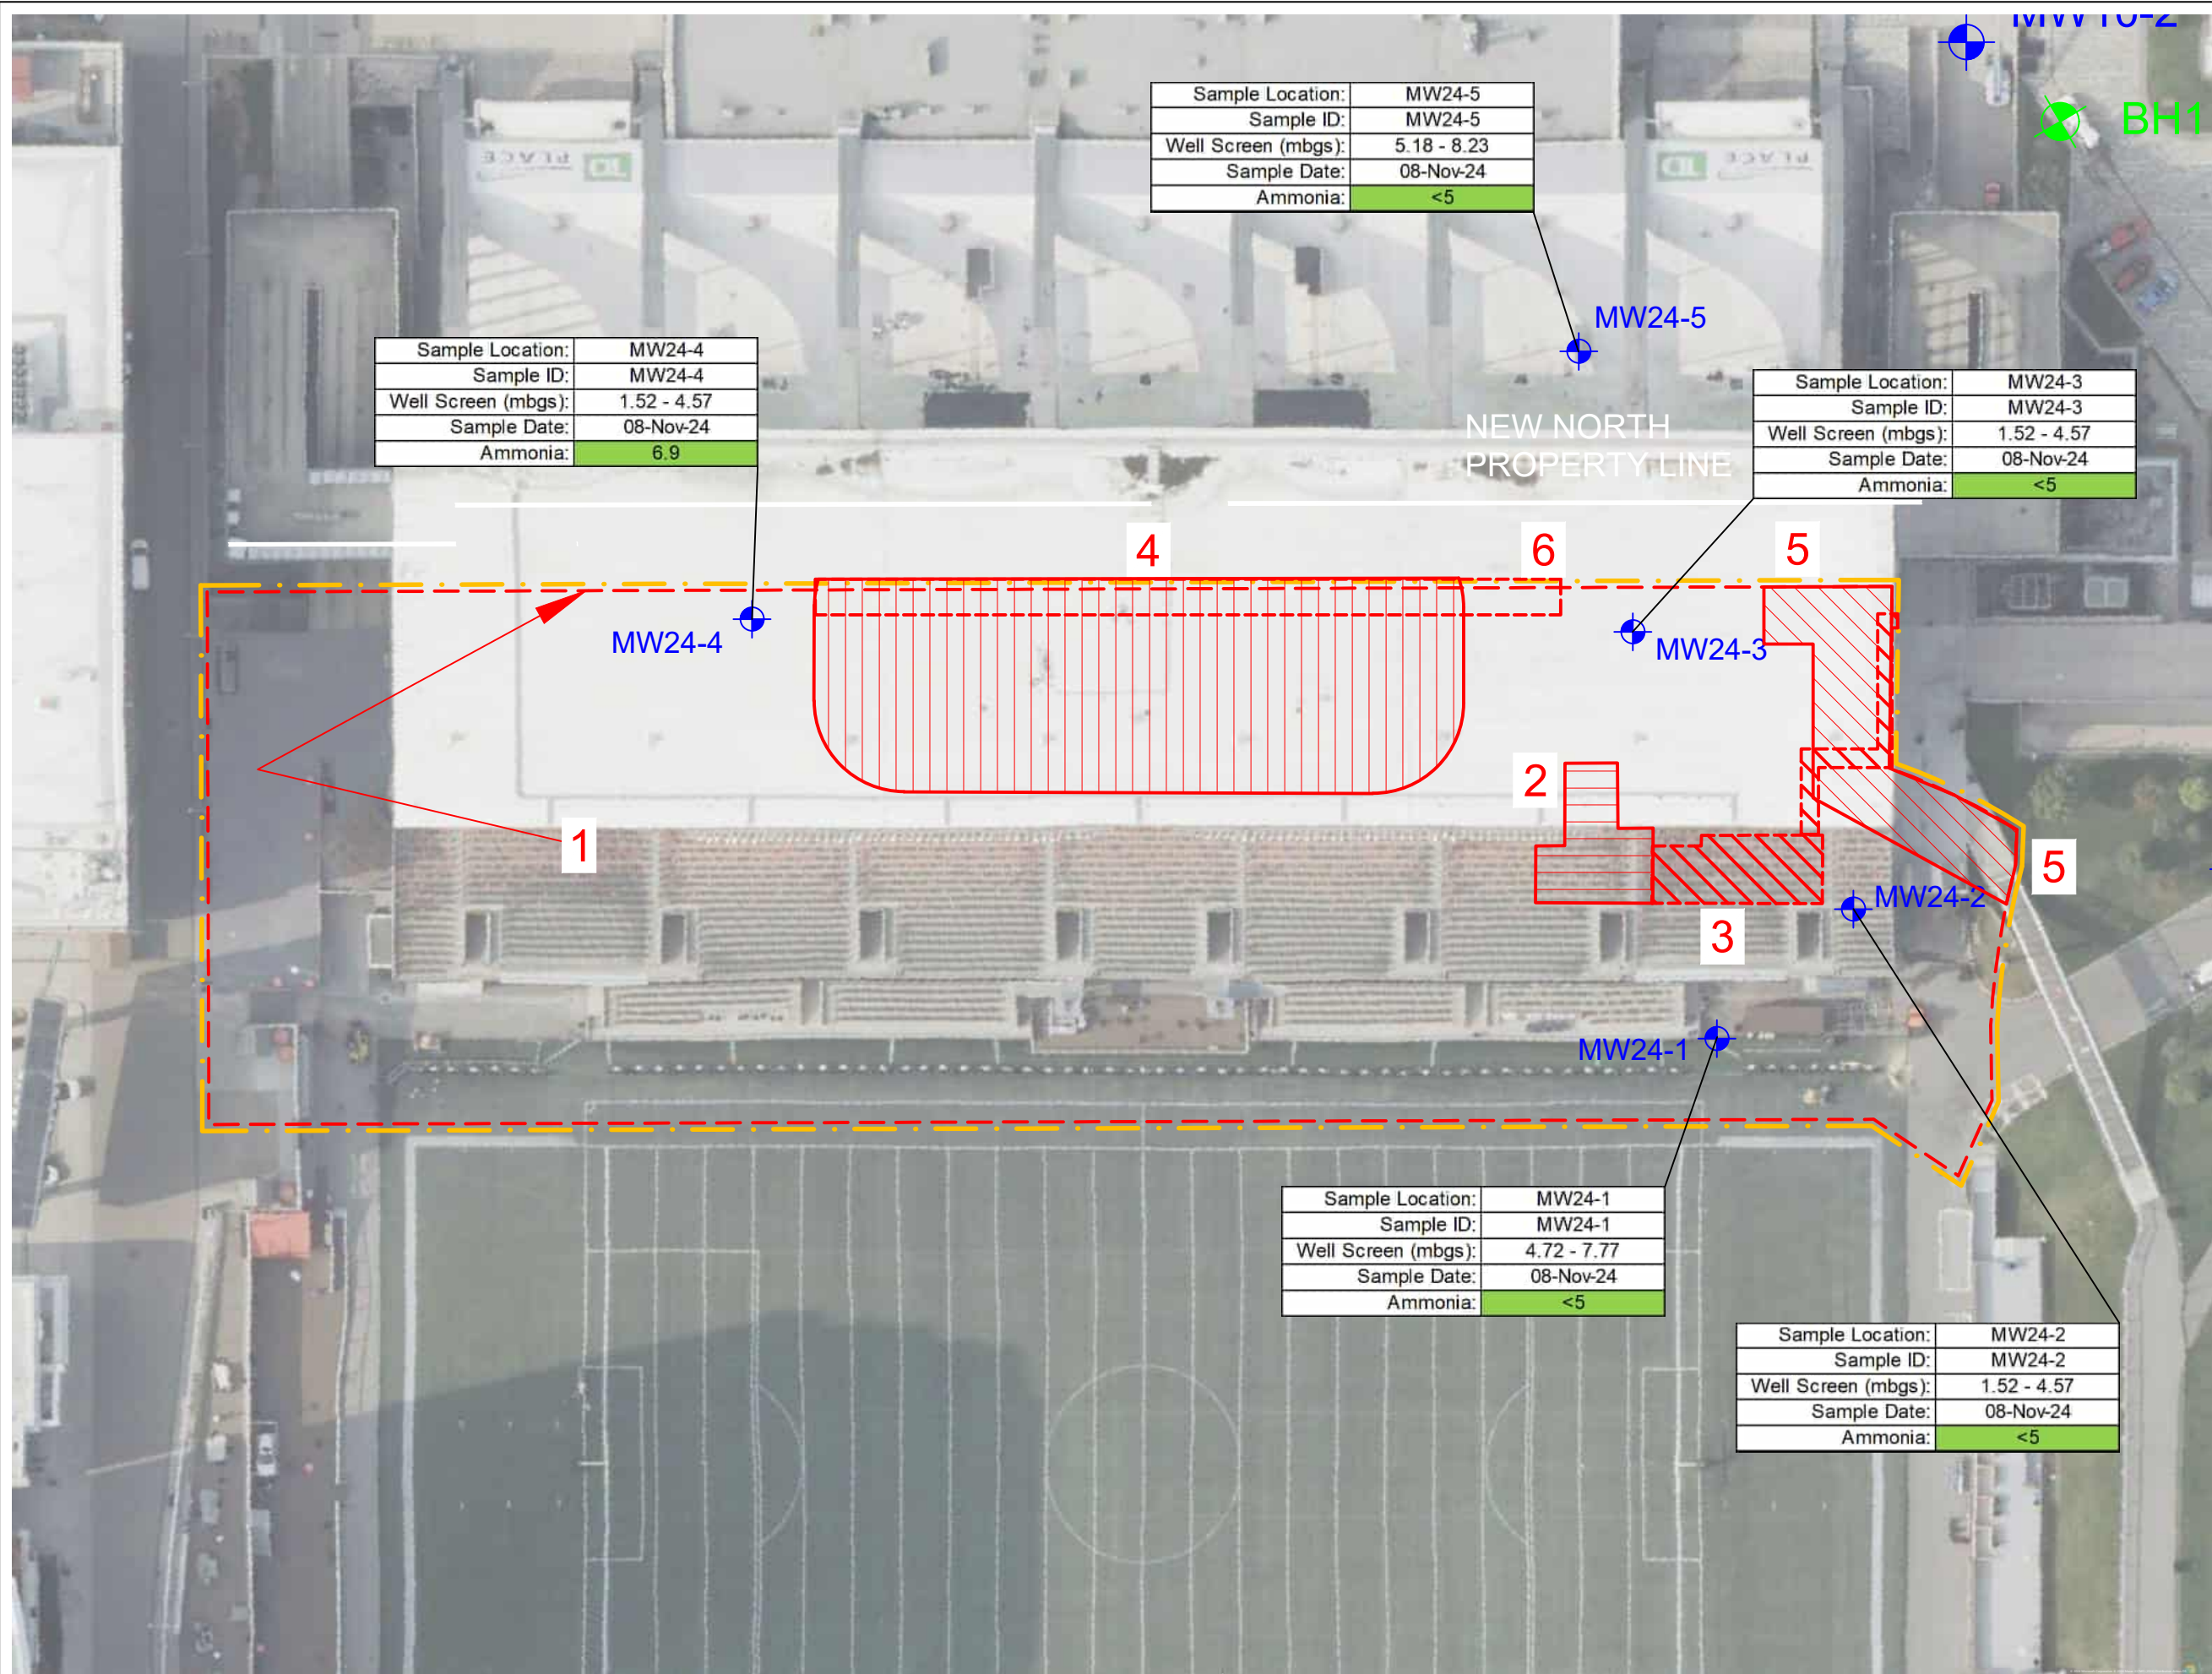 BH1
Sample Location: MW24-5
Sample ID: MW24-5
Well Screen (mbgs): 5.18 - 8.23
Sample Date: 08-Nov-24
Ammonia: <5
TD PLACE
TD PLACE
MW24-5
Sample Location: MW24-4
Sample ID: MW24-4
Well Screen (mbgs): 1.52 - 4.57
Sample Date: 08-Nov-24
Ammonia: 6.9
Sample Location: MW24-3
Sample ID: MW24-3
Well Screen (mbgs): 1.52 - 4.57
Sample Date: 08-Nov-24
Ammonia: <5
NEW NORTH
PROPERTY LINE
4
6
5
MW24-4
MW24-3
2
1
5
MW24-2
3
MW24-1
Sample Location: MW24-1
Sample ID: MW24-1
Well Screen (mbgs): 4.72 - 7.77
Sample Date: 08-Nov-24
Ammonia: <5
Sample Location: MW24-2
Sample ID: MW24-2
Well Screen (mbgs): 1.52 - 4.57
Sample Date: 08-Nov-24
Ammonia: <5